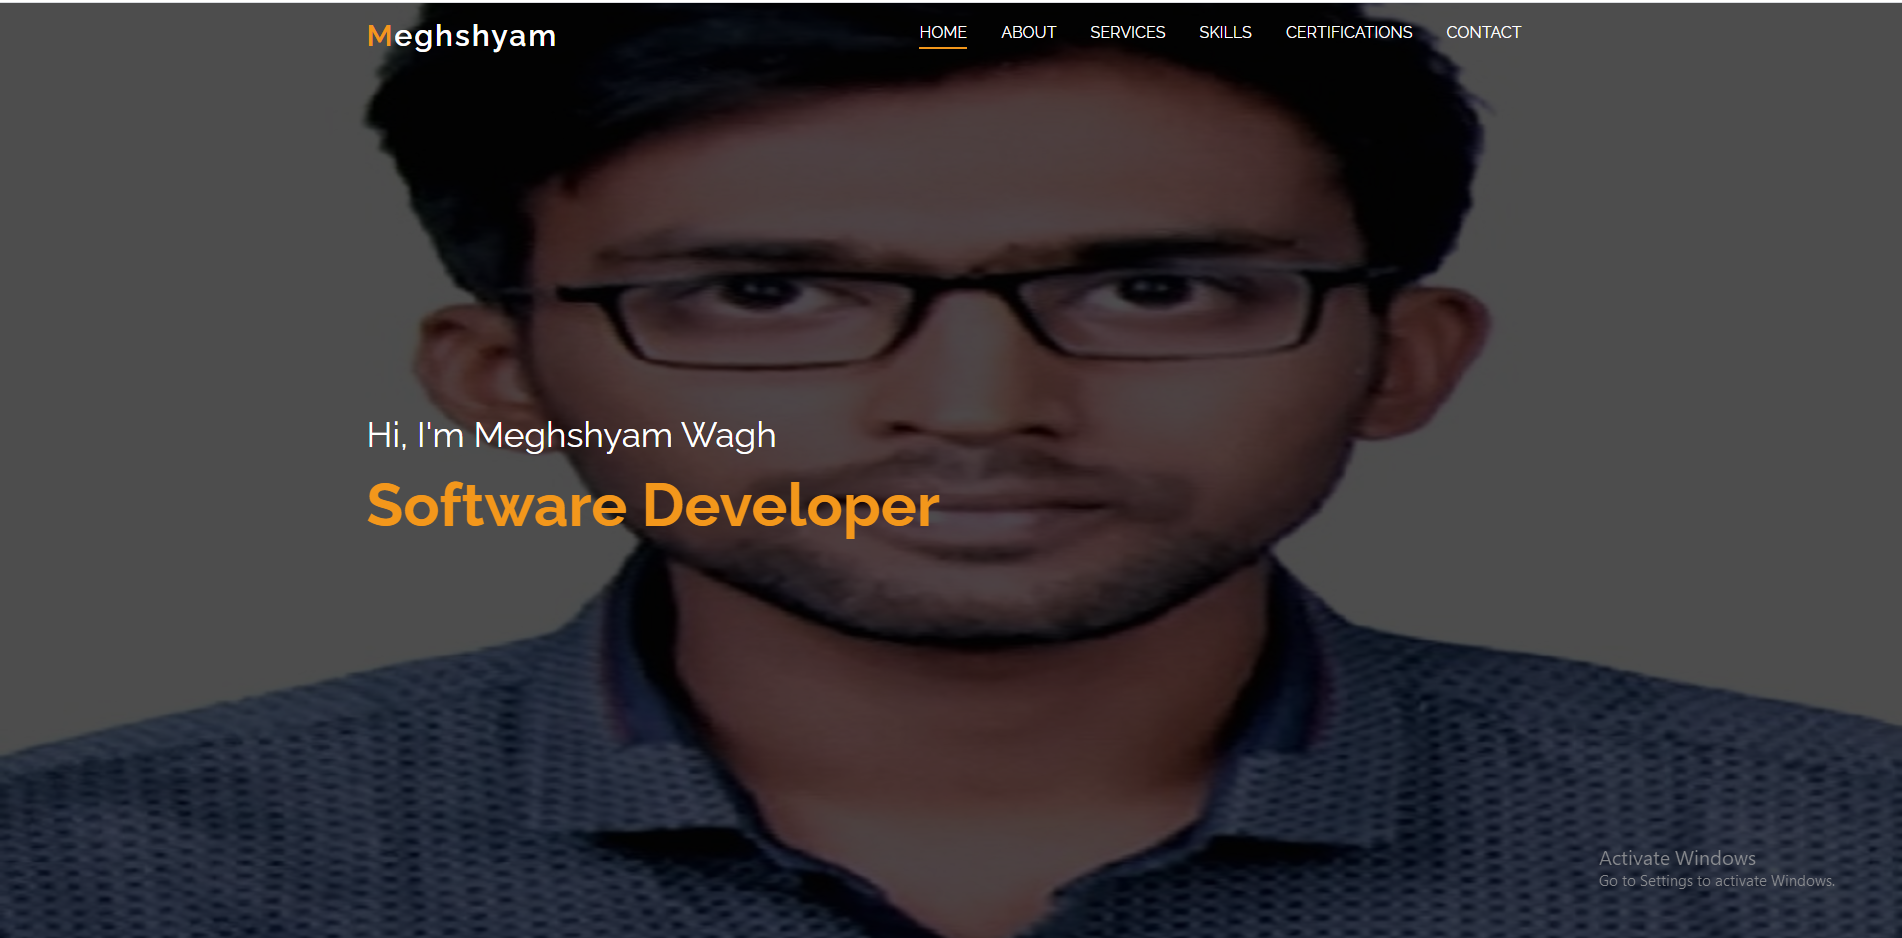 Meghshyam
HOME ABOUT SERVICES SKILLS CERTIFICATIONS CONTACT
Hi, I'm Meghshyam Wagh
Software Developer
Activate Windows
Go to Settings to activate Windows.